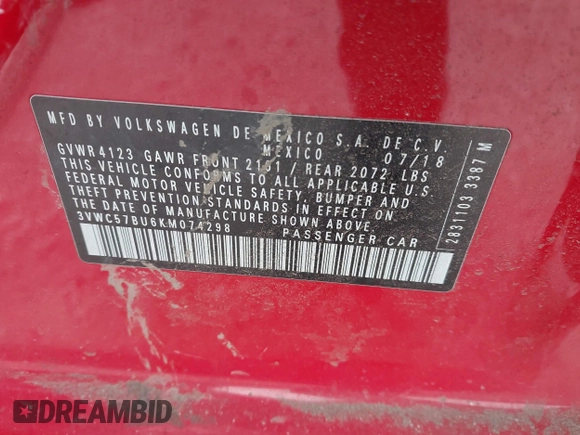 MFD BY VOLKSWAGEN DE MEXICO S.A. DE C.V.
MEXICO 07/18
GVWR 4123 GAWR FRONT 2151 / REAR 2072 LBS
THIS VEHICLE CONFORMS TO ALL APPLICABLE U.S.
FEDERAL MOTOR VEHICLE SAFETY, BUMPER AND
THEFT PREVENTION STANDARDS IN EFFECT ON
THE DATE OF MANUFACTURE SHOWN ABOVE.
3VWC57BU6KM074298 PASSENGER CAR
2831103 3387 M
DREAMBID